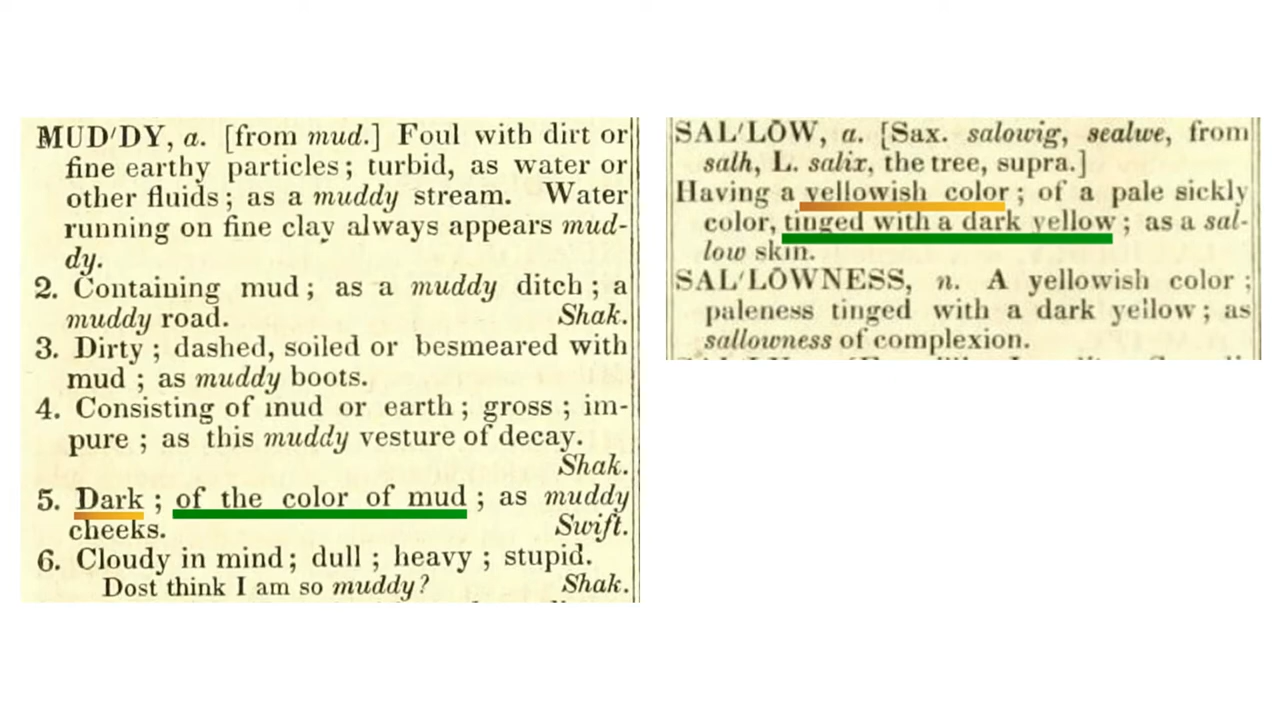 MUD'DY, a. [from mud.] Foul with dirt or
fine earthy particles; turbid, as water or
other fluids; as a muddy stream. Water
running on fine clay always appears mud-
dy.
2. Containing mud; as a muddy ditch; a
muddy road. Shak.
3. Dirty; dashed, soiled or besmeared with
mud; as muddy boots.
4. Consisting of mud or earth; gross; im-
pure; as this muddy vesture of decay.
Shak.
5. Dark; of the color of mud; as muddy
cheeks. Swift.
6. Cloudy in mind; dull; heavy; stupid.
Dost think I am so muddy? Shak.
SAL'LŌW, a. [Sax. salowig, sealwe, from
salh, L. salix, the tree, supra.]
Having a yellowish color; of a pale sickly
color, tinged with a dark yellow; as a sal-
low skin.
SAL'LŌWNESS, n. A yellowish color;
paleness tinged with a dark yellow; as
sallowness of complexion.